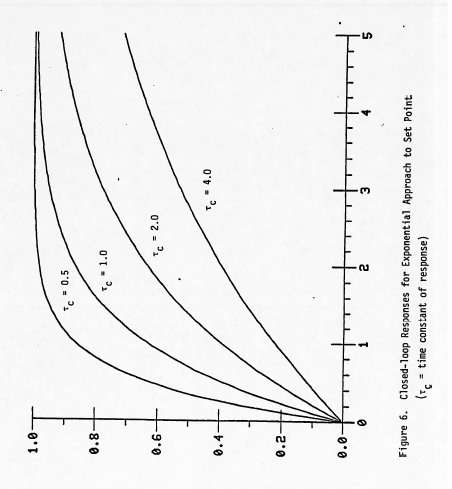 1.0
0.8
0.6
0.4
0.2
0.0
τc = 0.5
τc = 1.0
τc = 2.0
τc = 4.0
0 1 2 3 4 5
Figure 6. Closed-loop Responses for Exponential Approach to Set Point
(τc = time constant of response)